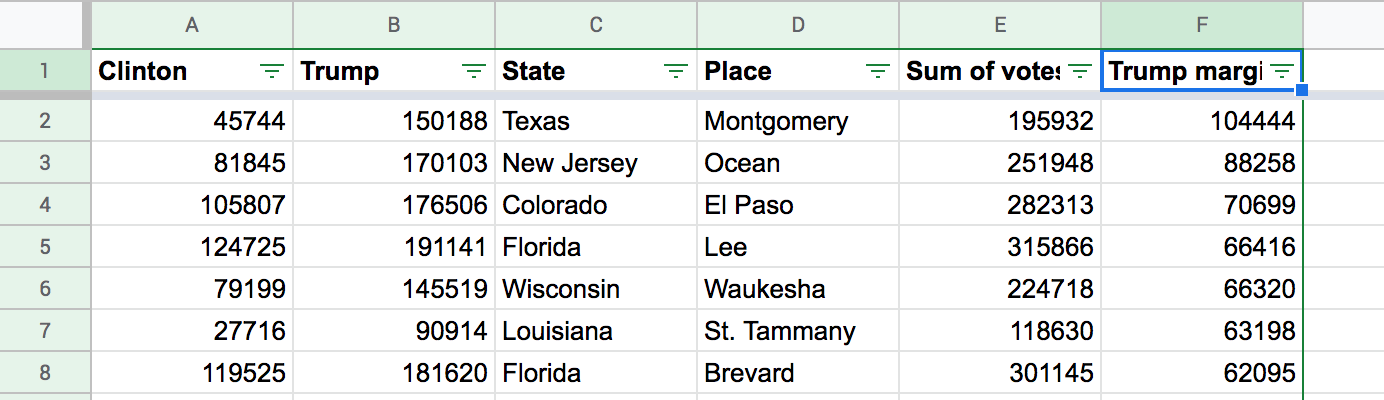 A B C D E F
1 Clinton Trump State Place Sum of votes Trump margi
2 45744 150188 Texas Montgomery 195932 104444
3 81845 170103 New Jersey Ocean 251948 88258
4 105807 176506 Colorado El Paso 282313 70699
5 124725 191141 Florida Lee 315866 66416
6 79199 145519 Wisconsin Waukesha 224718 66320
7 27716 90914 Louisiana St. Tammany 118630 63198
8 119525 181620 Florida Brevard 301145 62095